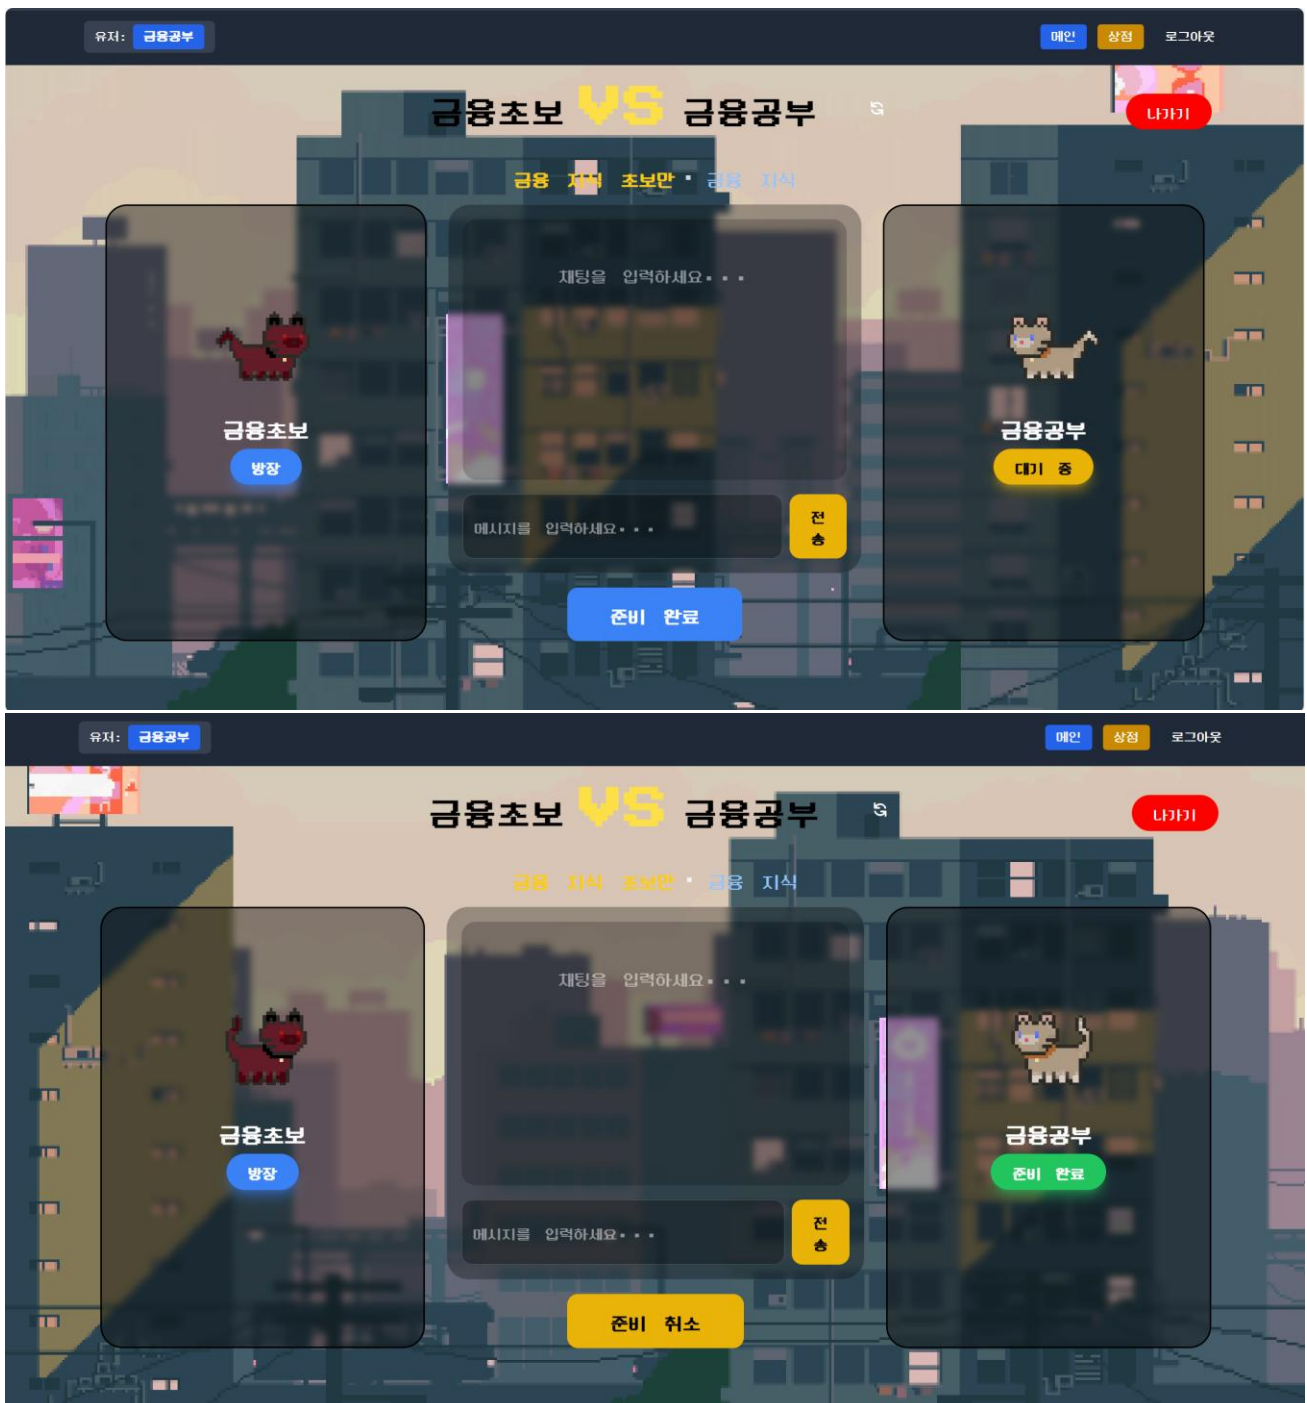 유저: 금융공부 메인 상점 로그아웃
금융초보 VS 금융공부 나가기
금융 지식 초보만 · 금융 지식
채팅을 입력하세요...
금융초보 금융공부
방장 대기 중
메시지를 입력하세요... 전송
준비 완료
유저: 금융공부 메인 상점 로그아웃
금융초보 VS 금융공부 나가기
금융 지식 초보만 · 금융 지식
채팅을 입력하세요...
금융초보 금융공부
방장 준비 완료
메시지를 입력하세요... 전송
준비 취소